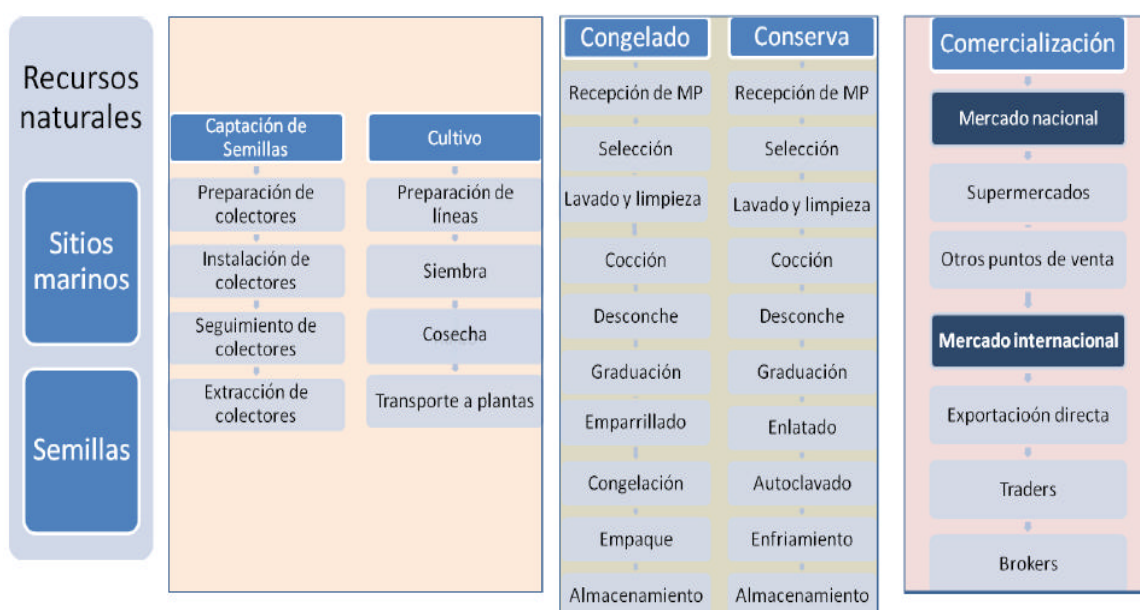 Recursos
naturales
Sitios
marinos
Semillas
Captación de
Semillas
Preparación de
colectores
Instalación de
colectores
Seguimiento de
colectores
Extracción de
colectores
Cultivo
Preparación de
líneas
Siembra
Cosecha
Transporte a plantas
Congelado
Recepción de MP
Selección
Lavado y limpieza
Cocción
Desconche
Graduación
Emparrillado
Congelación
Empaque
Almacenamiento
Conserva
Recepción de MP
Selección
Lavado y limpieza
Cocción
Desconche
Graduación
Enlatado
Autoclavado
Enfriamiento
Almacenamiento
Comercialización
Mercado nacional
Supermercados
Otros puntos de venta
Mercado internacional
Exportacioón directa
Traders
Brokers